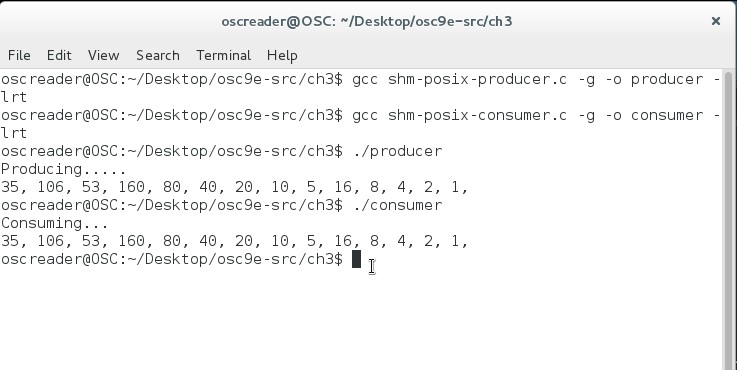 oscreader@OSC: ~/Desktop/osc9e-src/ch3
×
File Edit View Search Terminal Help
oscreader@OSC:~/Desktop/osc9e-src/ch3$ gcc shm-posix-producer.c -g -o producer -
lrt
oscreader@OSC:~/Desktop/osc9e-src/ch3$ gcc shm-posix-consumer.c -g -o consumer -
lrt
oscreader@OSC:~/Desktop/osc9e-src/ch3$ ./producer
Producing.....
35, 106, 53, 160, 80, 40, 20, 10, 5, 16, 8, 4, 2, 1,
oscreader@OSC:~/Desktop/osc9e-src/ch3$ ./consumer
Consuming...
35, 106, 53, 160, 80, 40, 20, 10, 5, 16, 8, 4, 2, 1,
oscreader@OSC:~/Desktop/osc9e-src/ch3$